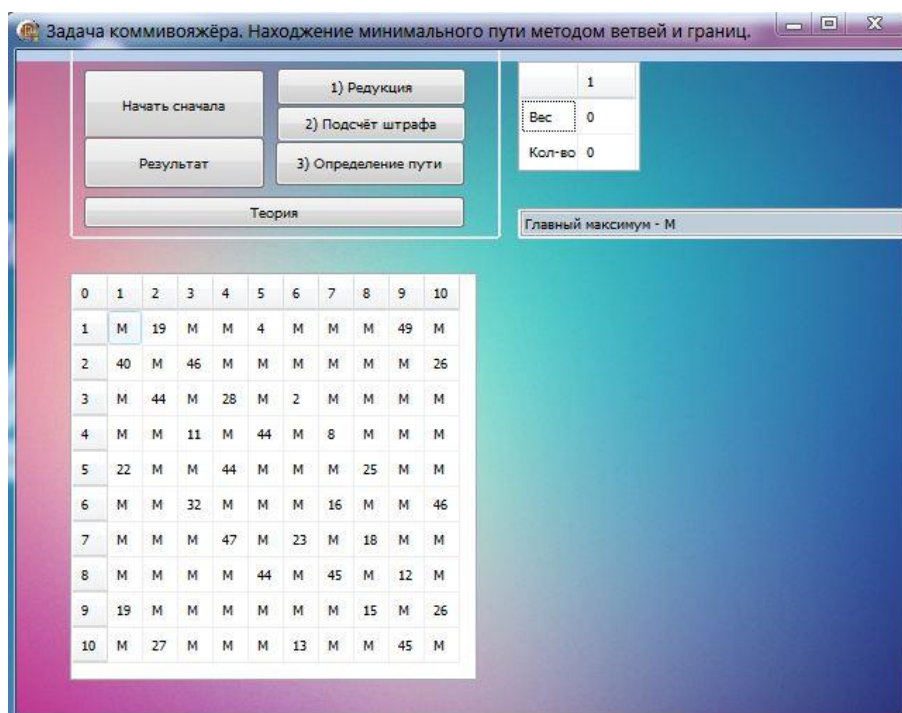 Задача коммивояжёра. Находжение минимального пути методом ветвей и границ.
Начать сначала
1) Редукция
2) Подсчёт штрафа
Результат
3) Определение пути
Теория
1
Вес 0
Кол-во 0
Главный максимум - М
0 1 2 3 4 5 6 7 8 9 10
1 М 19 М М 4 М М М 49 М
2 40 М 46 М М М М М М 26
3 М 44 М 28 М 2 М М М М
4 М М 11 М 44 М 8 М М М
5 22 М М 44 М М М 25 М М
6 М М 32 М М М 16 М М 46
7 М М М 47 М 23 М 18 М М
8 М М М М 44 М 45 М 12 М
9 19 М М М М М М 15 М 26
10 М 27 М М М 13 М М 45 М